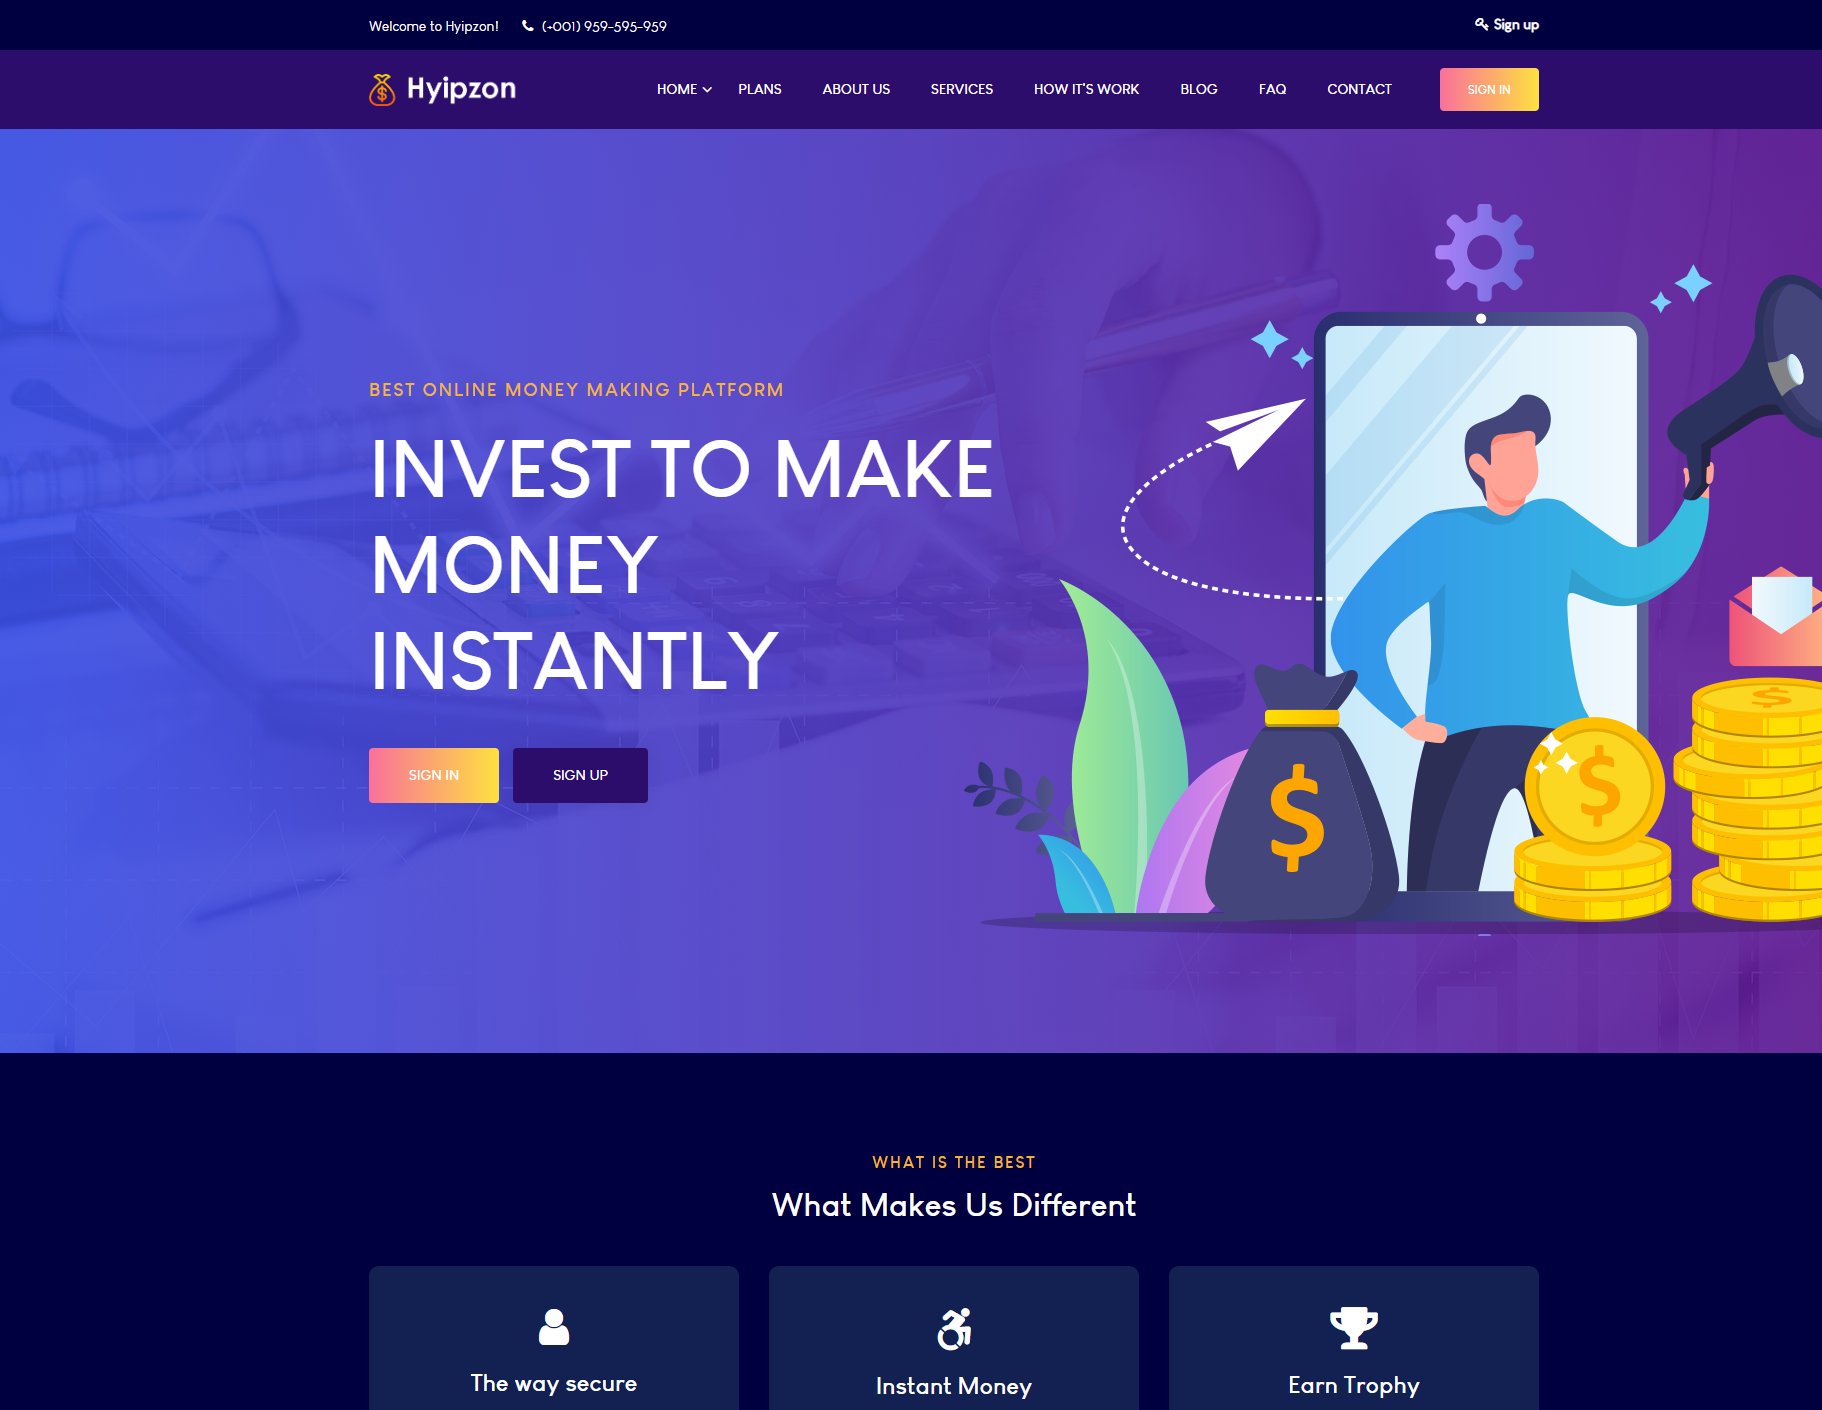 Welcome to Hyipzon! (+001) 959-595-959 Sign up
Hyipzon HOME PLANS ABOUT US SERVICES HOW IT'S WORK BLOG FAQ CONTACT SIGN IN
BEST ONLINE MONEY MAKING PLATFORM
INVEST TO MAKE
MONEY
INSTANTLY
SIGN IN SIGN UP
$
$
$
WHAT IS THE BEST
What Makes Us Different
The way secure Instant Money Earn Trophy